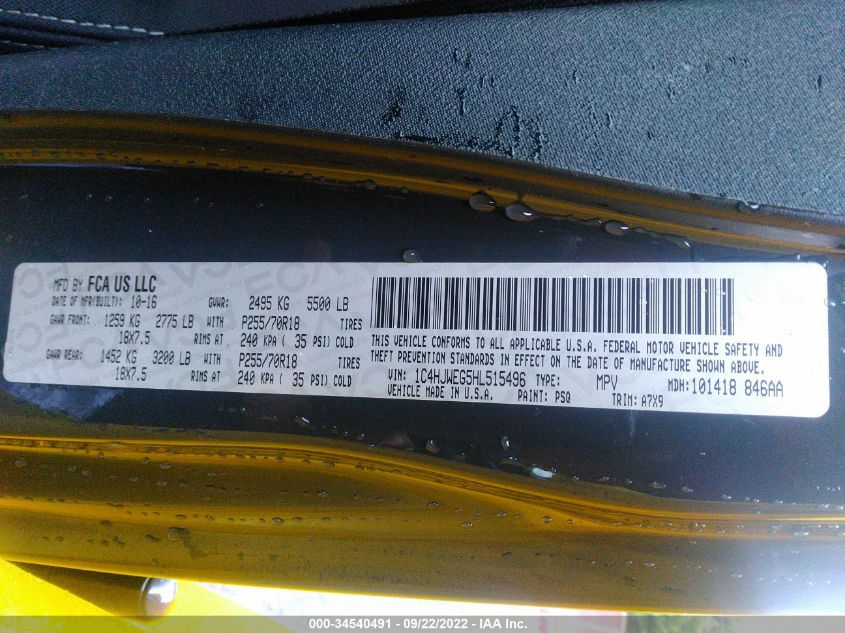 MFD BY FCA US LLC
DATE OF MFR(BUILT): 10-16 GVWR: 2495 KG 5500 LB
GAWR FRONT: 1259 KG 2775 LB WITH P255/70R18 TIRES
18X7.5 RIMS AT 240 KPA ( 35 PSI) COLD
GAWR REAR: 1452 KG 3200 LB WITH P255/70R18 TIRES
18X7.5 RIMS AT 240 KPA ( 35 PSI) COLD
THIS VEHICLE CONFORMS TO ALL APPLICABLE U.S.A. FEDERAL MOTOR VEHICLE SAFETY AND
THEFT PREVENTION STANDARDS IN EFFECT ON THE DATE OF MANUFACTURE SHOWN ABOVE.
VIN: 1C4HJWEG5HL515496 TYPE: MPV MDH: 101418 846AA
VEHICLE MADE IN U.S.A. PAINT: PSQ TRIM: A7X9
000-34540491 - 09/22/2022 - IAA Inc.